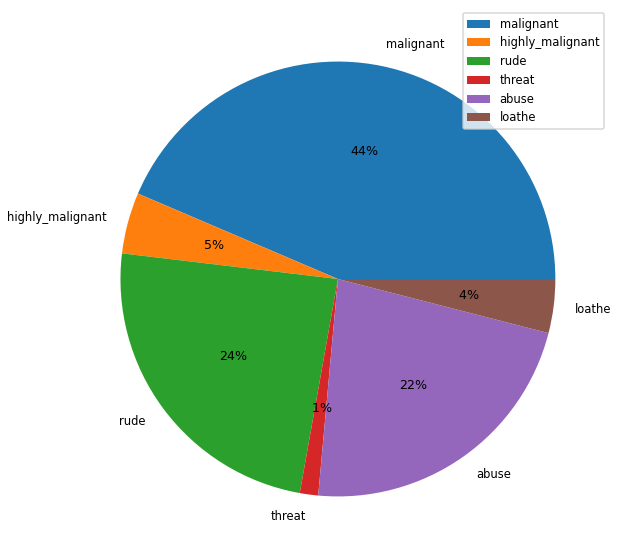 malignant
highly_malignant
rude
threat
abuse
loathe
malignant
44%
highly_malignant
5%
4%
loathe
24%
22%
1%
rude
abuse
threat